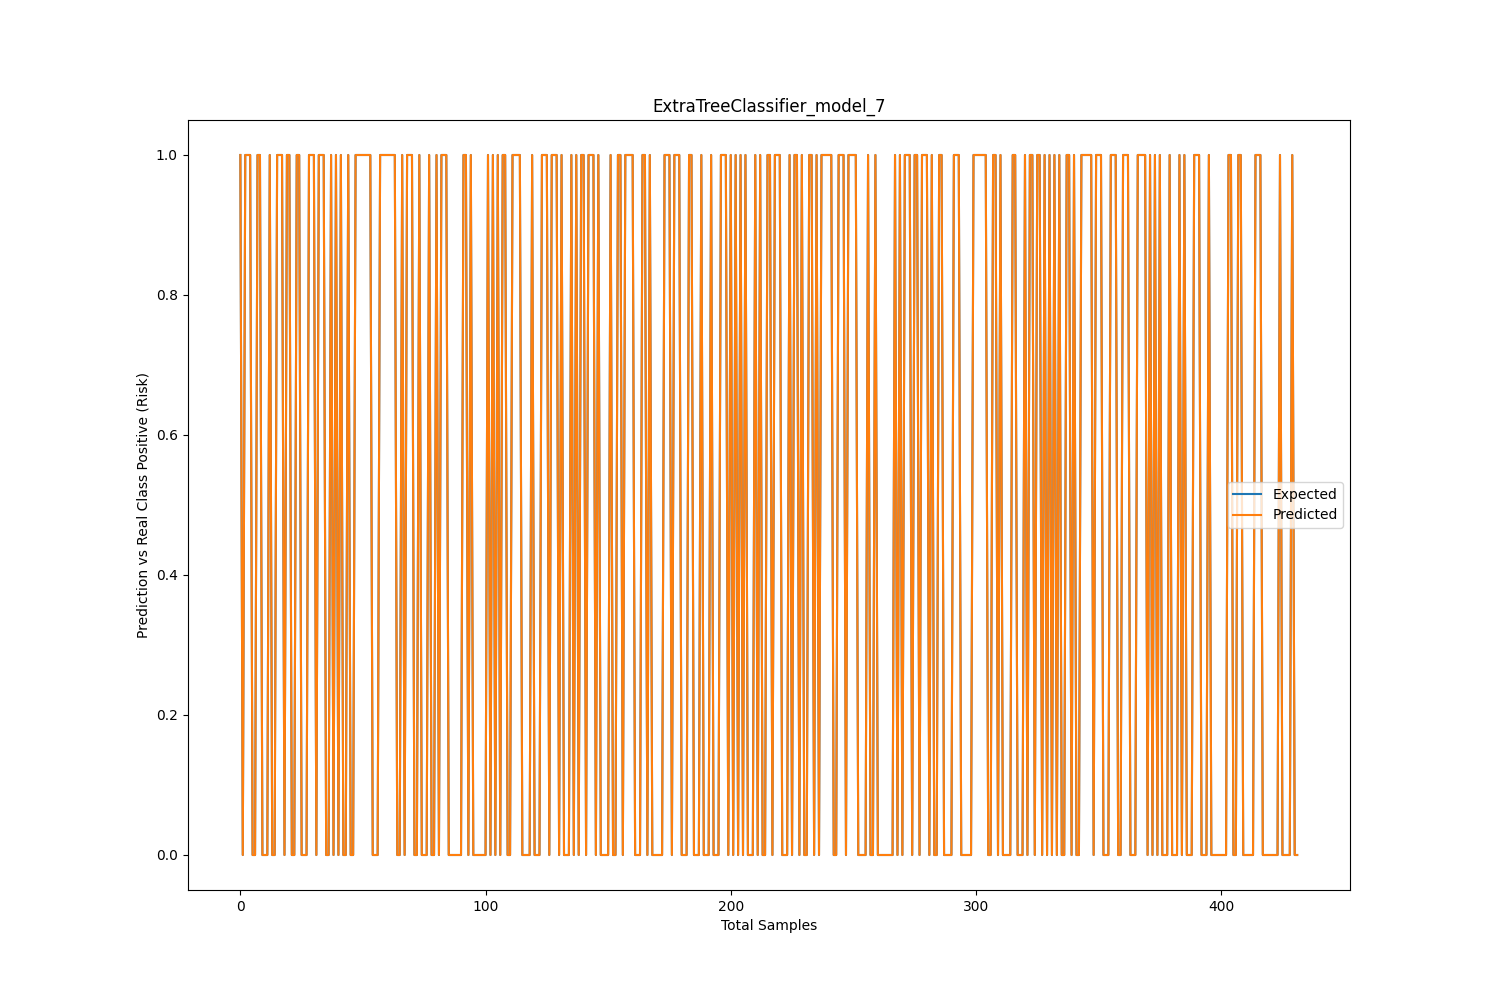 ExtraTreeClassifier_model_7
1.0
0.8
0.6
0.4
0.2
0.0
Prediction vs Real Class Positive (Risk)
Expected
Predicted
0
100
200
300
400
Total Samples